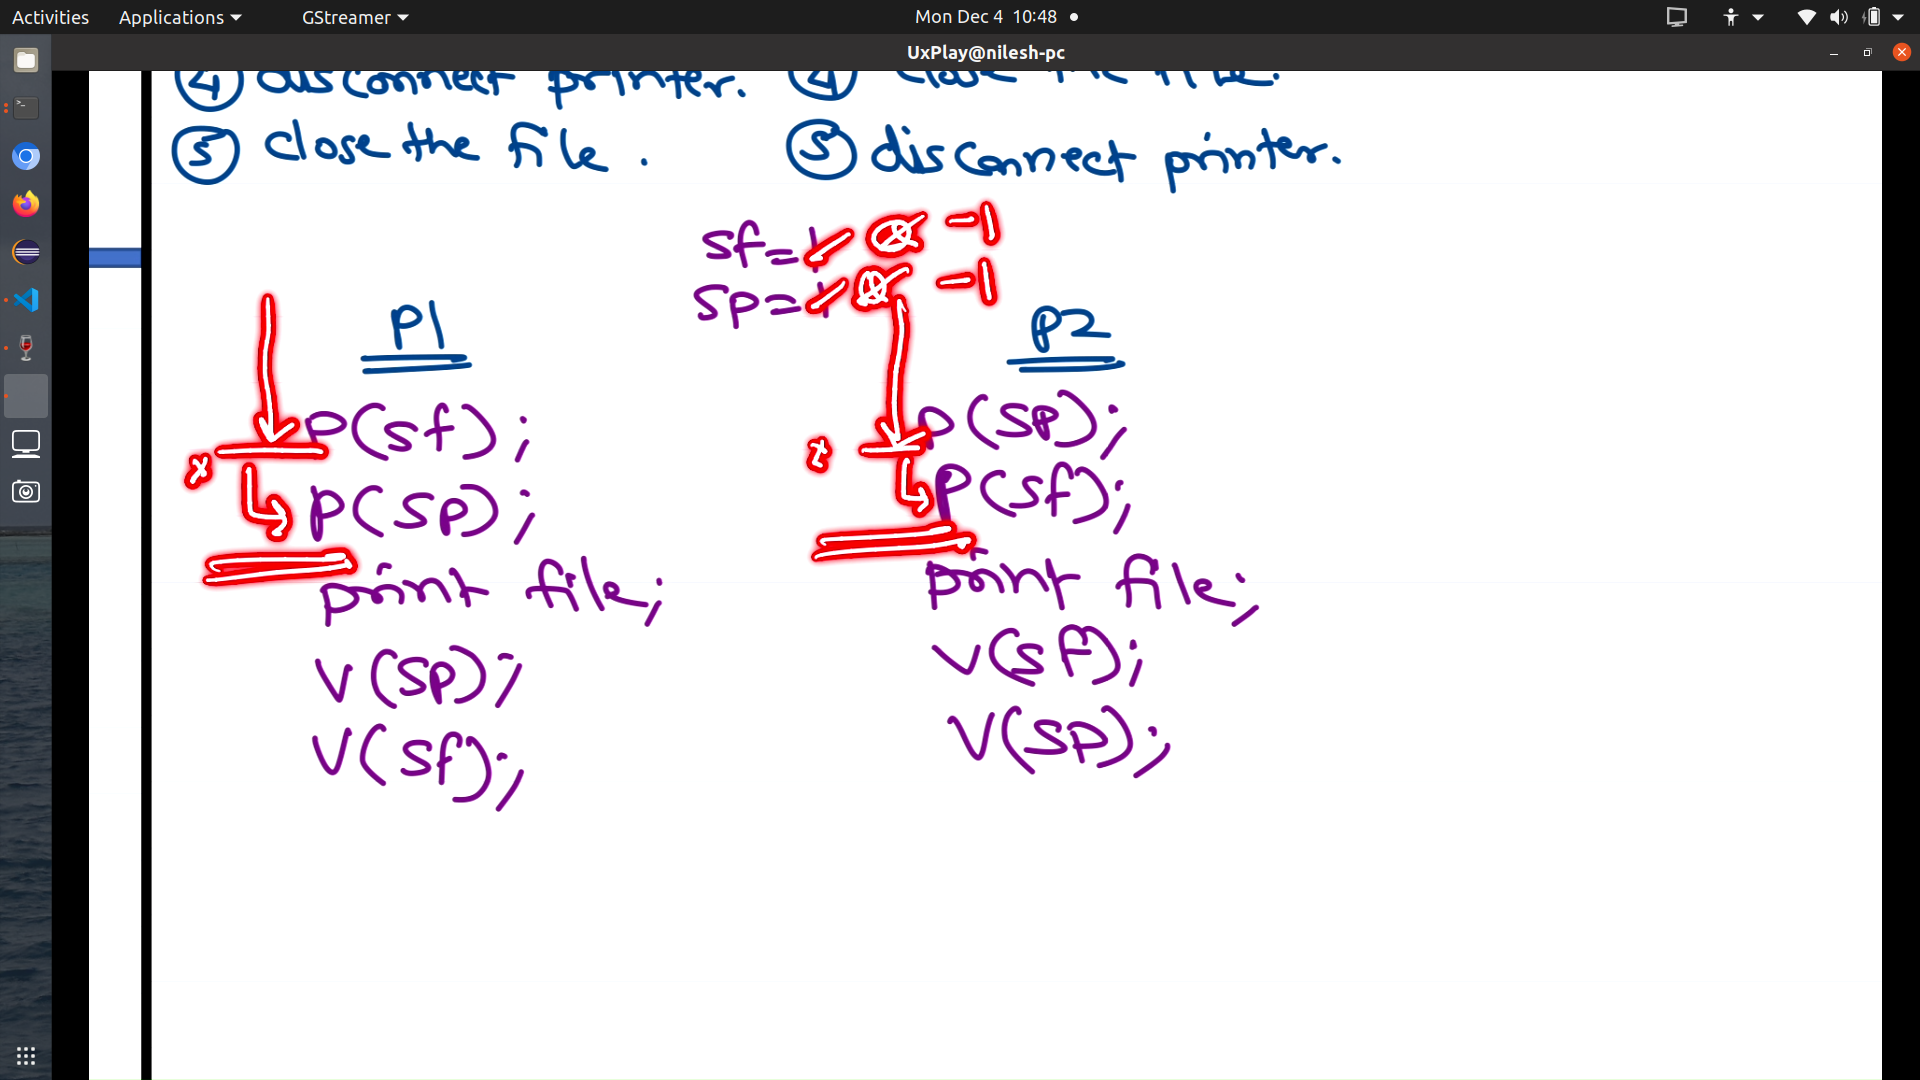 Activities Applications GStreamer Mon Dec 4 10:48
UxPlay@nilesh-pc
④ disconnect printer. ④ close the file.
⑤ close the file. ⑤ disconnect printer.
sf=1 0 -1
sp=1 0 -1
P1 P2
P(sf); P(sp);
P(sp); P(sf);
print file; print file;
V(sp); V(sf);
V(sf); V(sp);